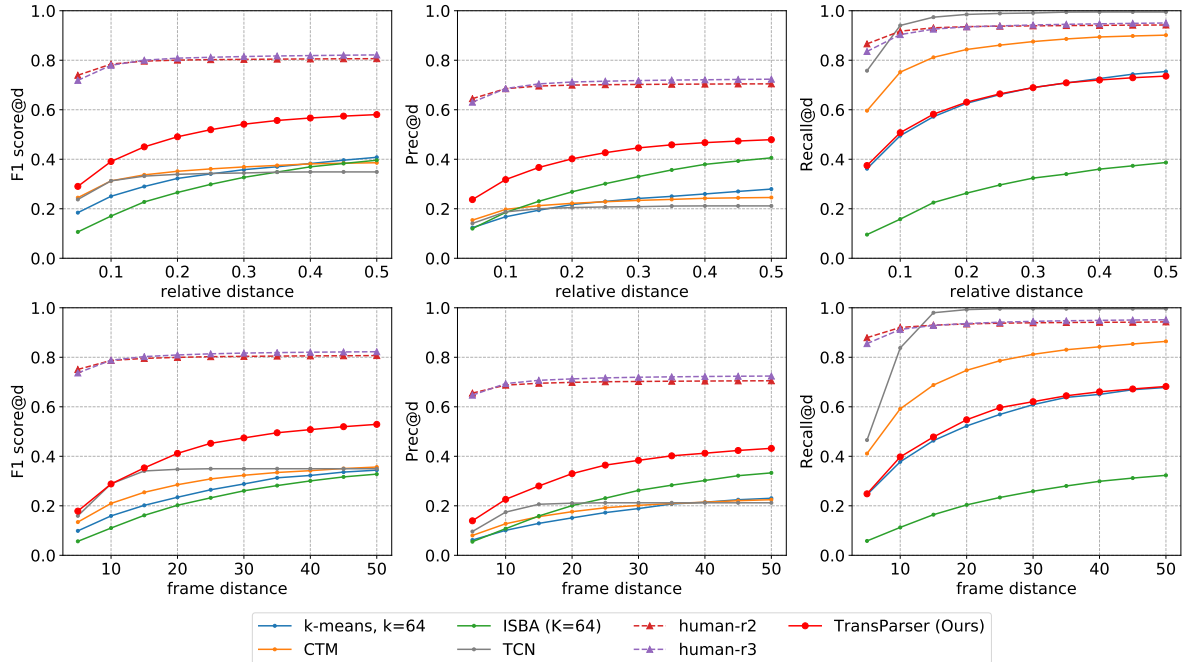 1.0
0.8
0.6
0.4
0.2
0.0
F1 score@d
0.1 0.2 0.3 0.4 0.5
relative distance
1.0
0.8
0.6
0.4
0.2
0.0
Prec@d
0.1 0.2 0.3 0.4 0.5
relative distance
1.0
0.8
0.6
0.4
0.2
0.0
Recall@d
0.1 0.2 0.3 0.4 0.5
relative distance
1.0
0.8
0.6
0.4
0.2
0.0
F1 score@d
10 20 30 40 50
frame distance
1.0
0.8
0.6
0.4
0.2
0.0
Prec@d
10 20 30 40 50
frame distance
1.0
0.8
0.6
0.4
0.2
0.0
Recall@d
10 20 30 40 50
frame distance
k-means, k=64 ISBA (K=64) human-r2 TransParser (Ours)
CTM TCN human-r3